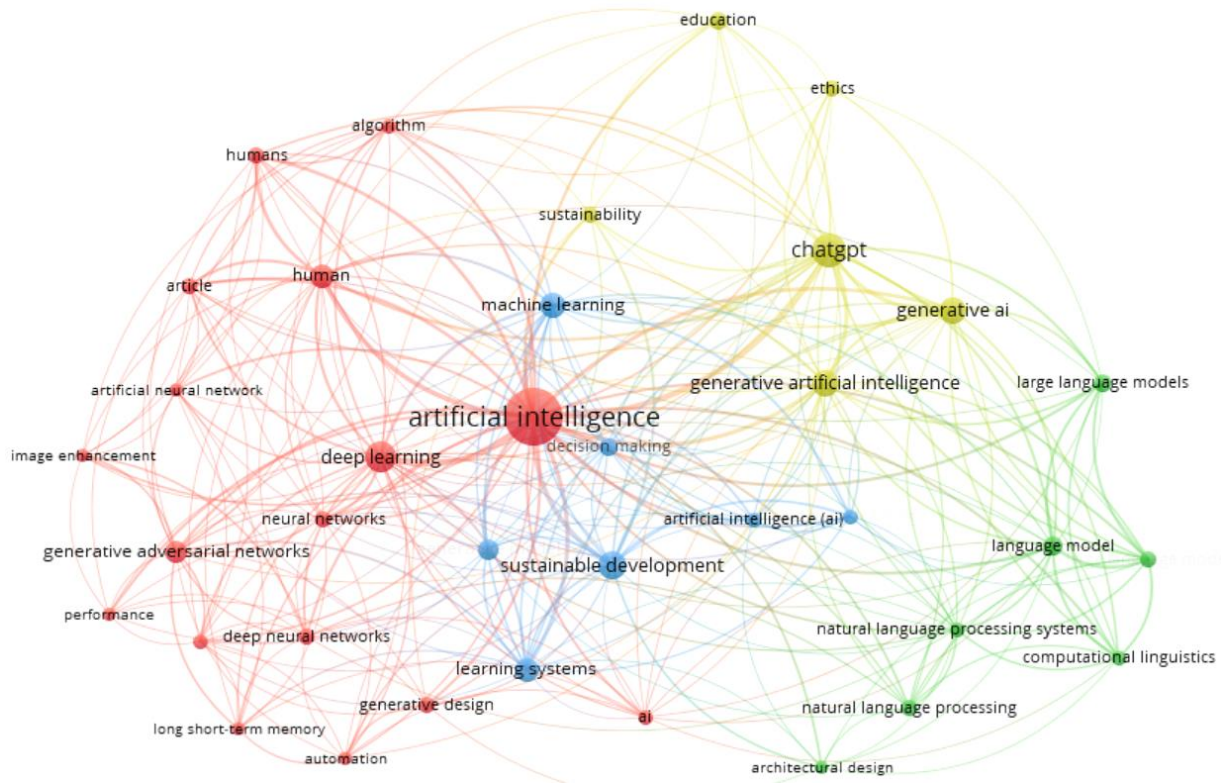 education
ethics
algorithm
humans
sustainability
chatgpt
human
article
machine learning
generative ai
artificial neural network
generative artificial intelligence
large language models
artificial intelligence
decision making
image enhancement
deep learning
neural networks
artificial intelligence (ai)
generative adversarial networks
language model
sustainable development
performance
deep neural networks
natural language processing systems
computational linguistics
learning systems
generative design
ai
natural language processing
long short-term memory
automation
architectural design